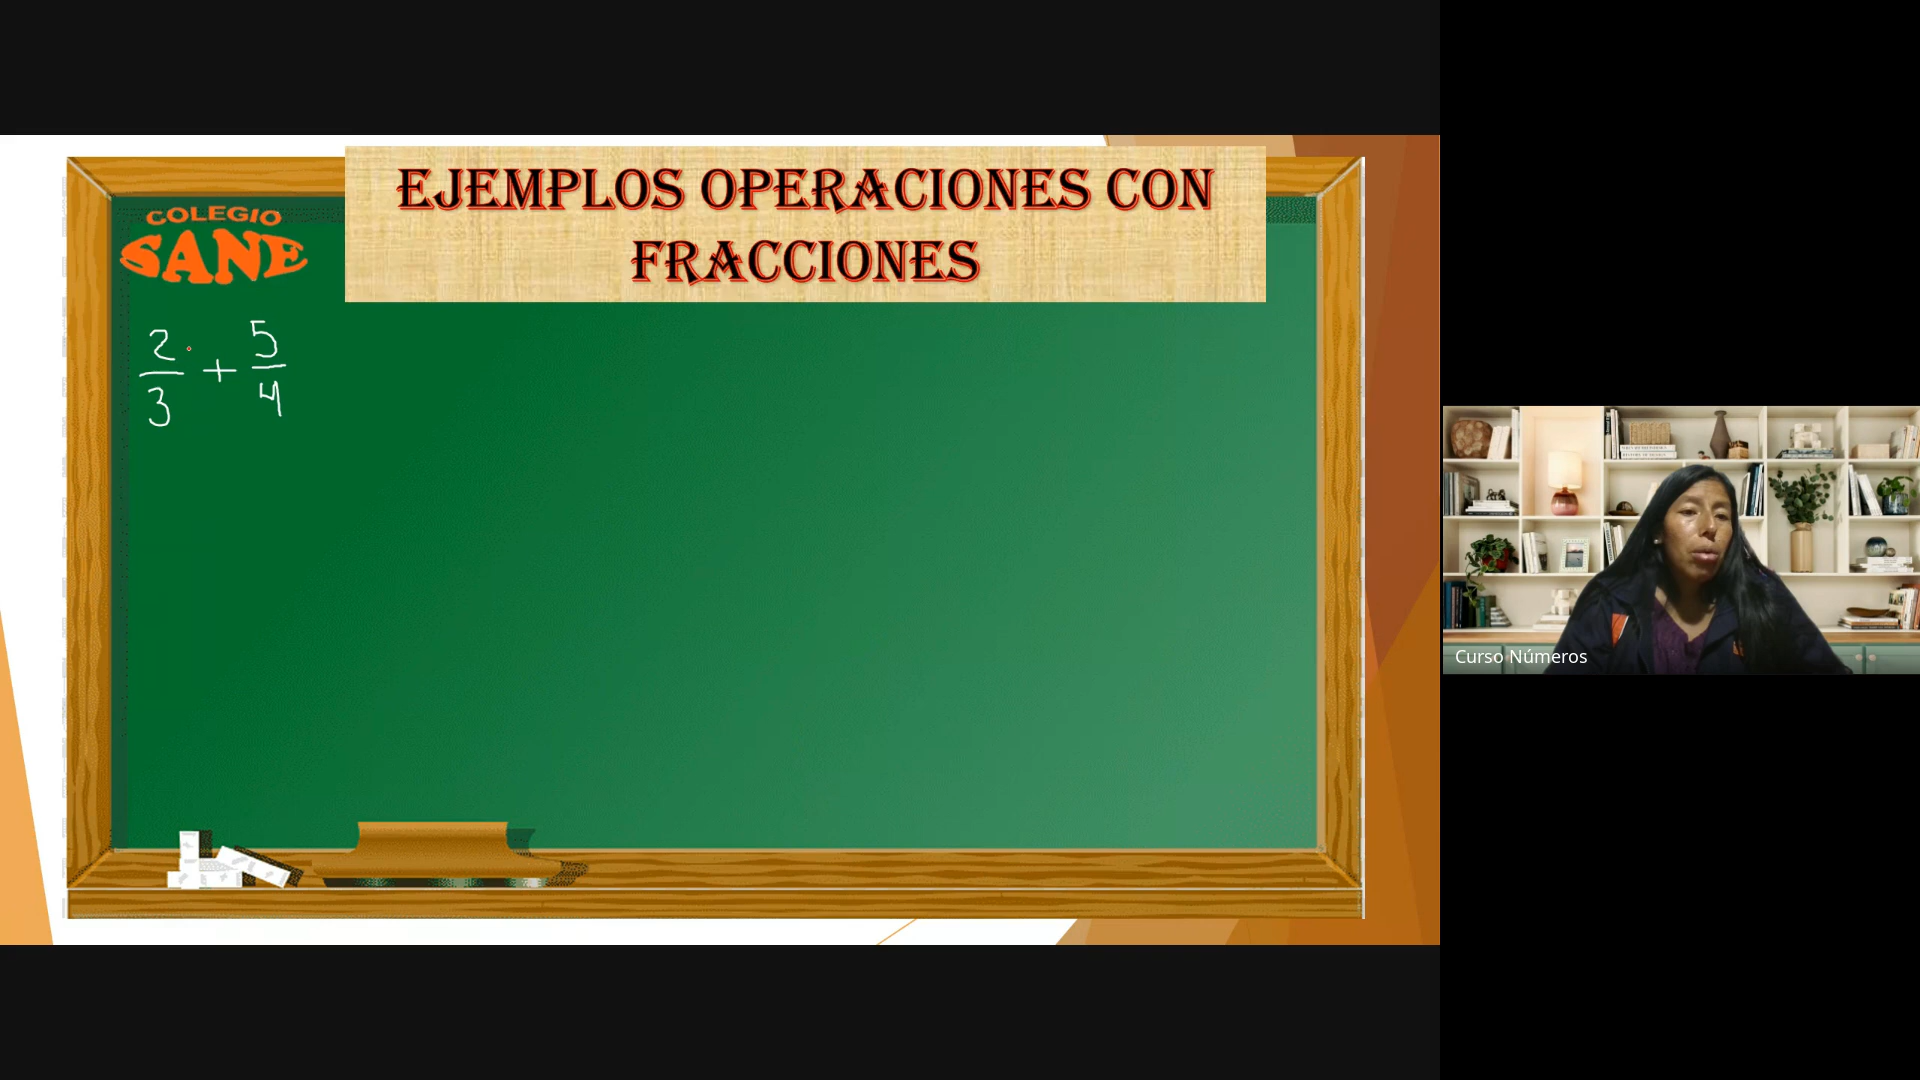 EJEMPLOS OPERACIONES CON
FRACCIONES
COLEGIO
SANE
2/3 + 5/4
Curso Números